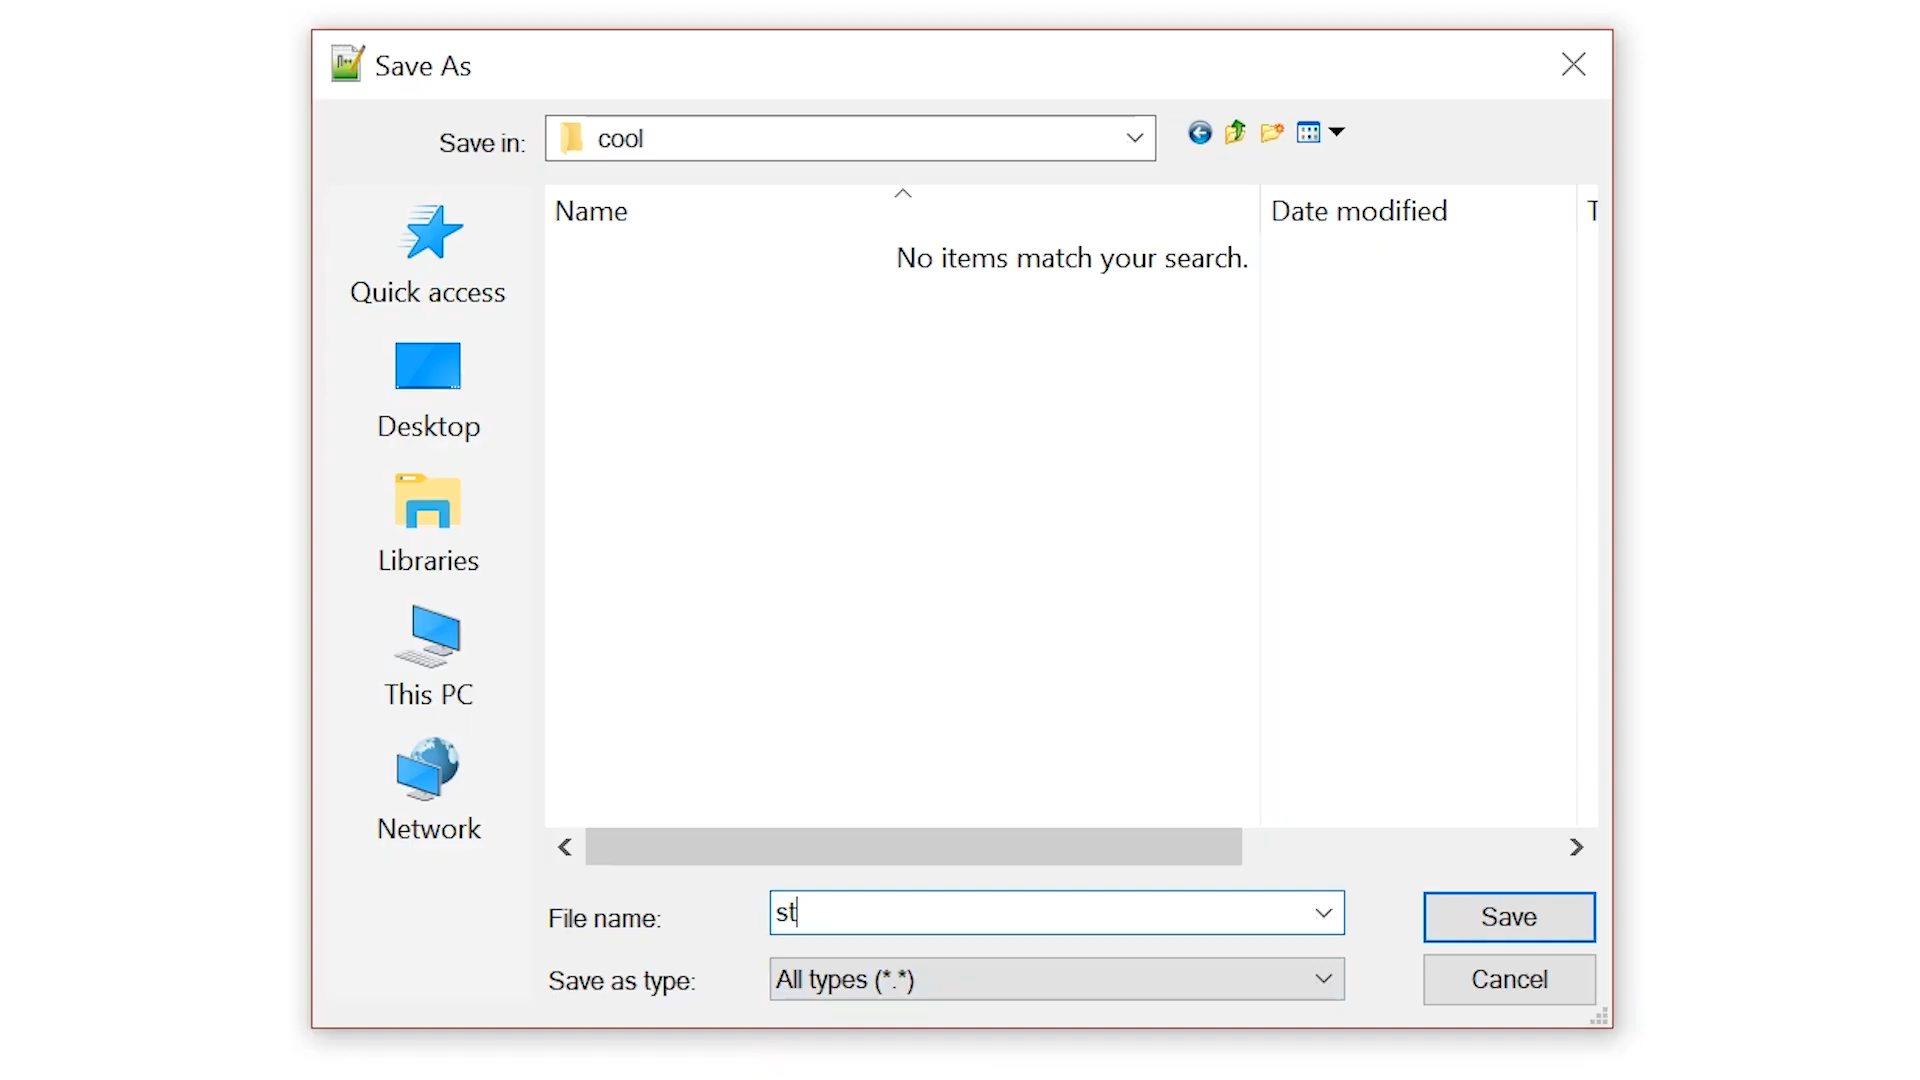 Save As
Save in:
cool
Name
Date modified
T
No items match your search.
Quick access
Desktop
Libraries
This PC
Network
File name:
st
Save
Save as type:
All types (*.*)
Cancel